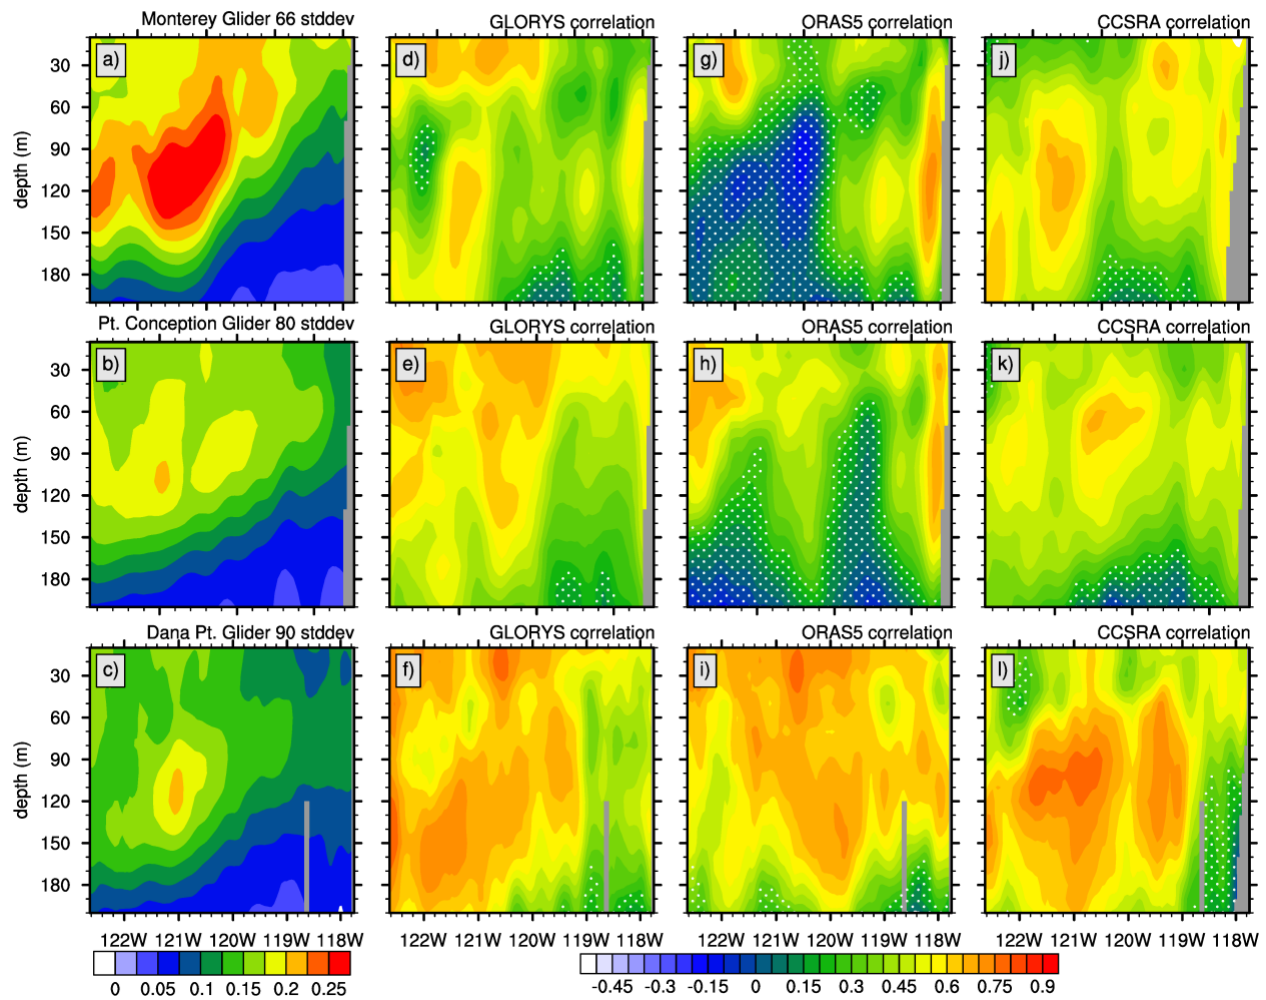 Monterey Glider 66 stddev
GLORYS correlation
ORAS5 correlation
CCSRA correlation
a)
d)
g)
j)
30
60
90
120
150
180
depth (m)
Pt. Conception Glider 80 stddev
GLORYS correlation
ORAS5 correlation
CCSRA correlation
b)
e)
h)
k)
30
60
90
120
150
180
depth (m)
Dana Pt. Glider 90 stddev
GLORYS correlation
ORAS5 correlation
CCSRA correlation
c)
f)
i)
l)
30
60
90
120
150
180
depth (m)
122W 121W 120W 119W 118W
122W 121W 120W 119W 118W
122W 121W 120W 119W 118W
122W 121W 120W 119W 118W
0 0.05 0.1 0.15 0.2 0.25
-0.45 -0.3 -0.15 0 0.15 0.3 0.45 0.6 0.75 0.9